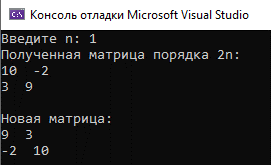 Консоль отладки Microsoft Visual Studio
Введите n: 1
Полученная матрица порядка 2n:
10  -2
3  9
Новая матрица:
9  3
-2  10